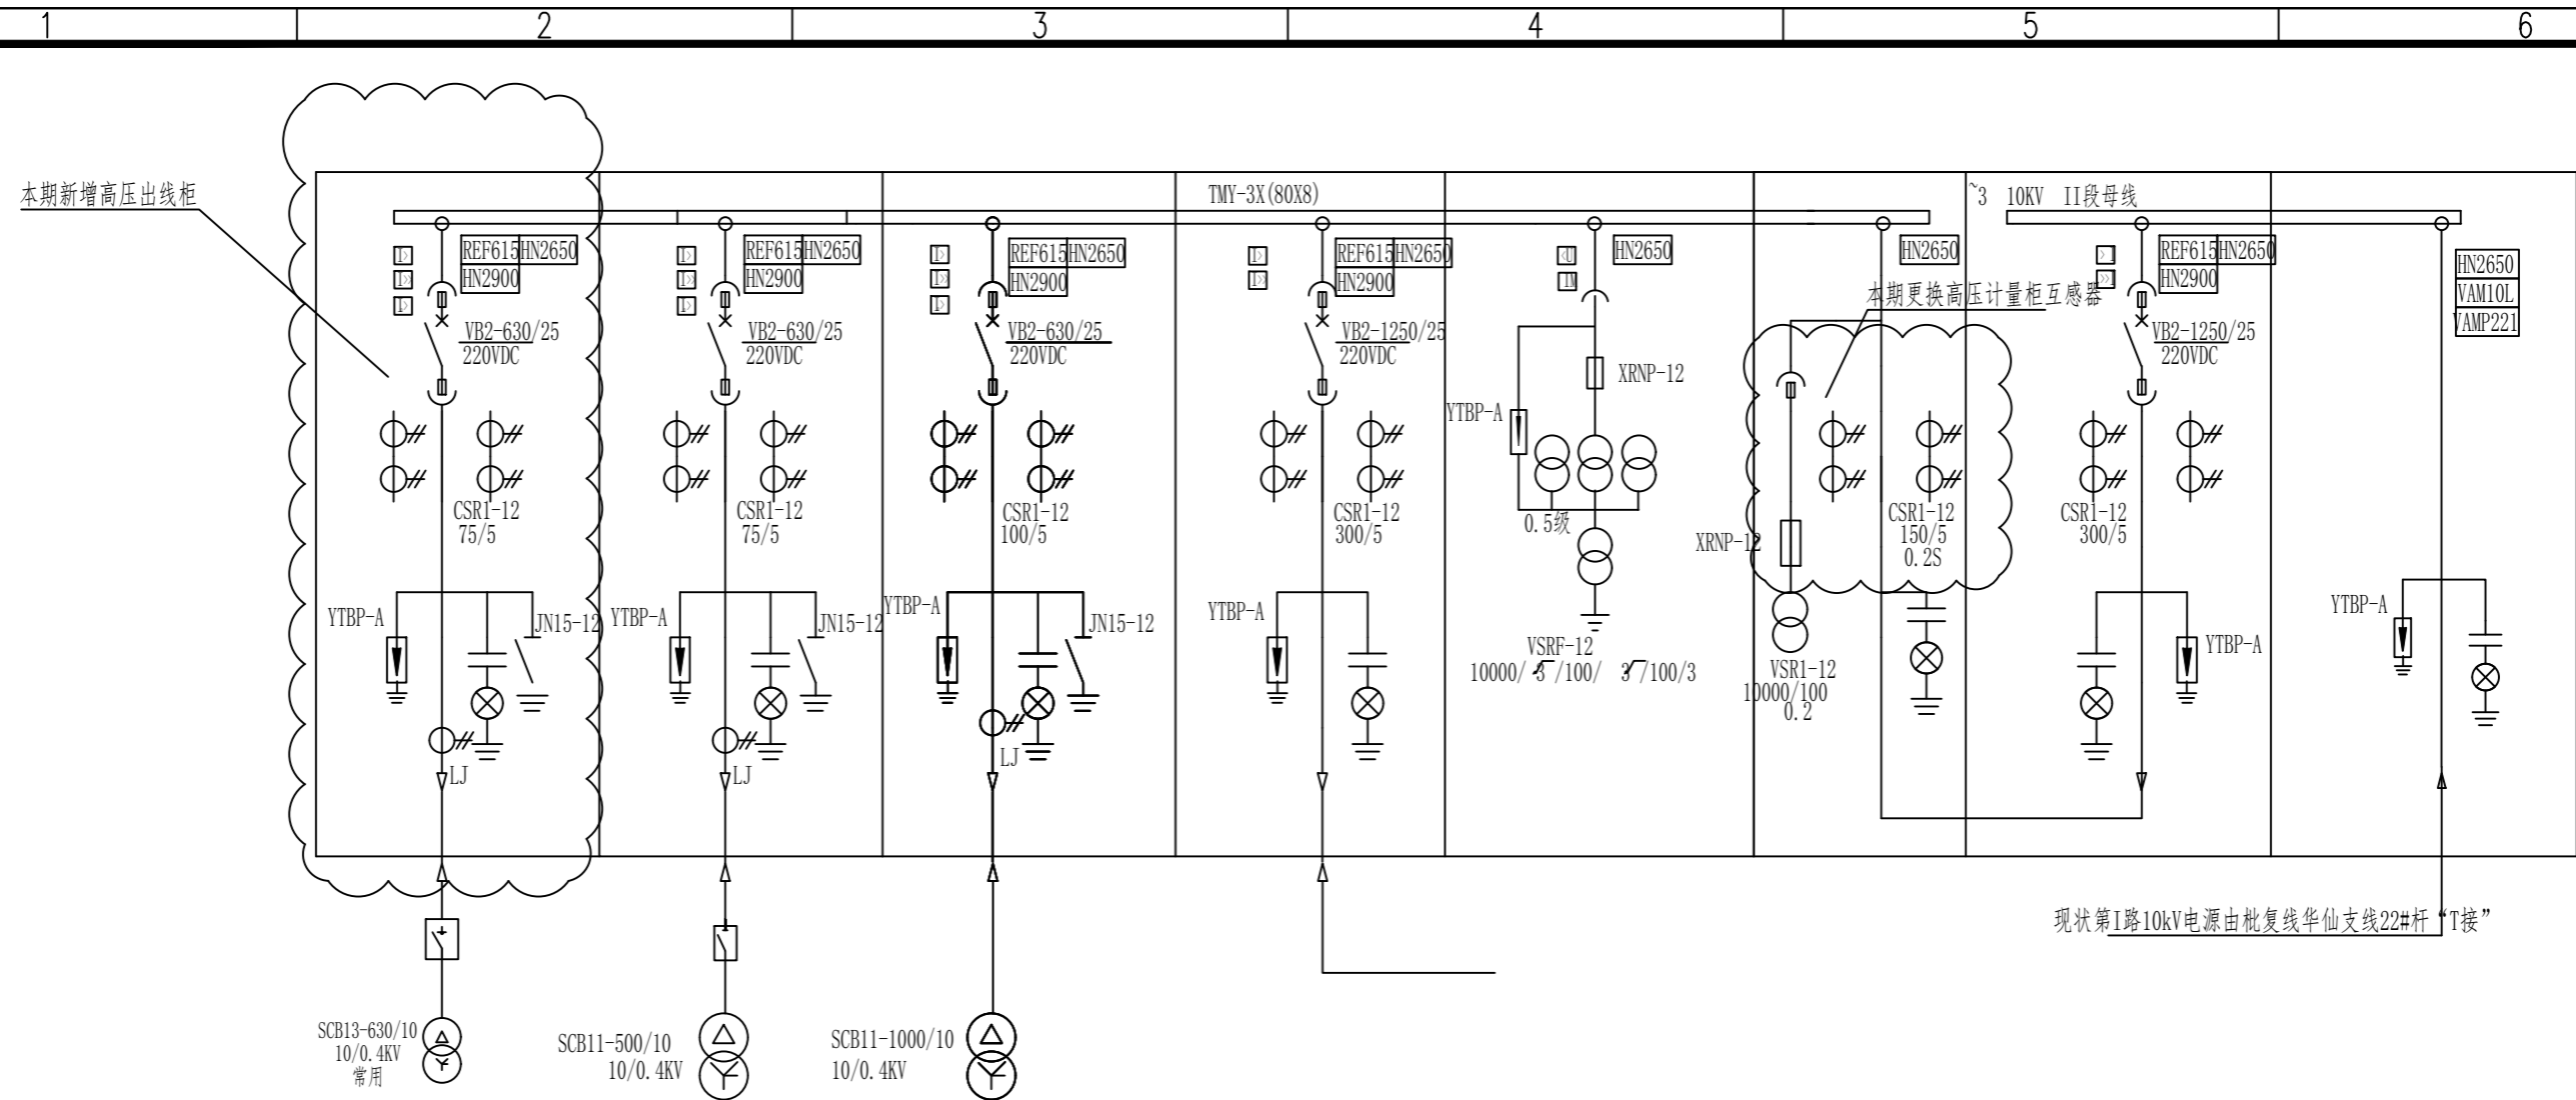 1 2 3 4 5 6
本期新增高压出线柜
TMY-3X(80X8)
~3 10KV II段母线
REF615 HN2650
HN2900
VB2-630/25
220VDC
CSR1-12
75/5
YTBP-A
JN15-12
LJ
SCB13-630/10
10/0.4KV
常用
REF615 HN2650
HN2900
VB2-630/25
220VDC
CSR1-12
75/5
YTBP-A
JN15-12
LJ
SCB11-500/10
10/0.4KV
REF615 HN2650
HN2900
VB2-630/25
220VDC
CSR1-12
100/5
YTBP-A
JN15-12
LJ
SCB11-1000/10
10/0.4KV
REF615 HN2650
HN2900
VB2-1250/25
220VDC
CSR1-12
300/5
YTBP-A
HN2650
XRNP-12
YTBP-A
0.5级
VSRF-12
10000/ 3 /100/ 3 /100/3
HN2650
本期更换高压计量柜互感器
XRNP-12
CSR1-12
150/5
0.2S
VSR1-12
10000/100
0.2
REF615 HN2650
HN2900
VB2-1250/25
220VDC
CSR1-12
300/5
YTBP-A
HN2650
VAM10L
VAMP221
YTBP-A
现状第I路10kV电源由枇复线华仙支线22#杆“T接”